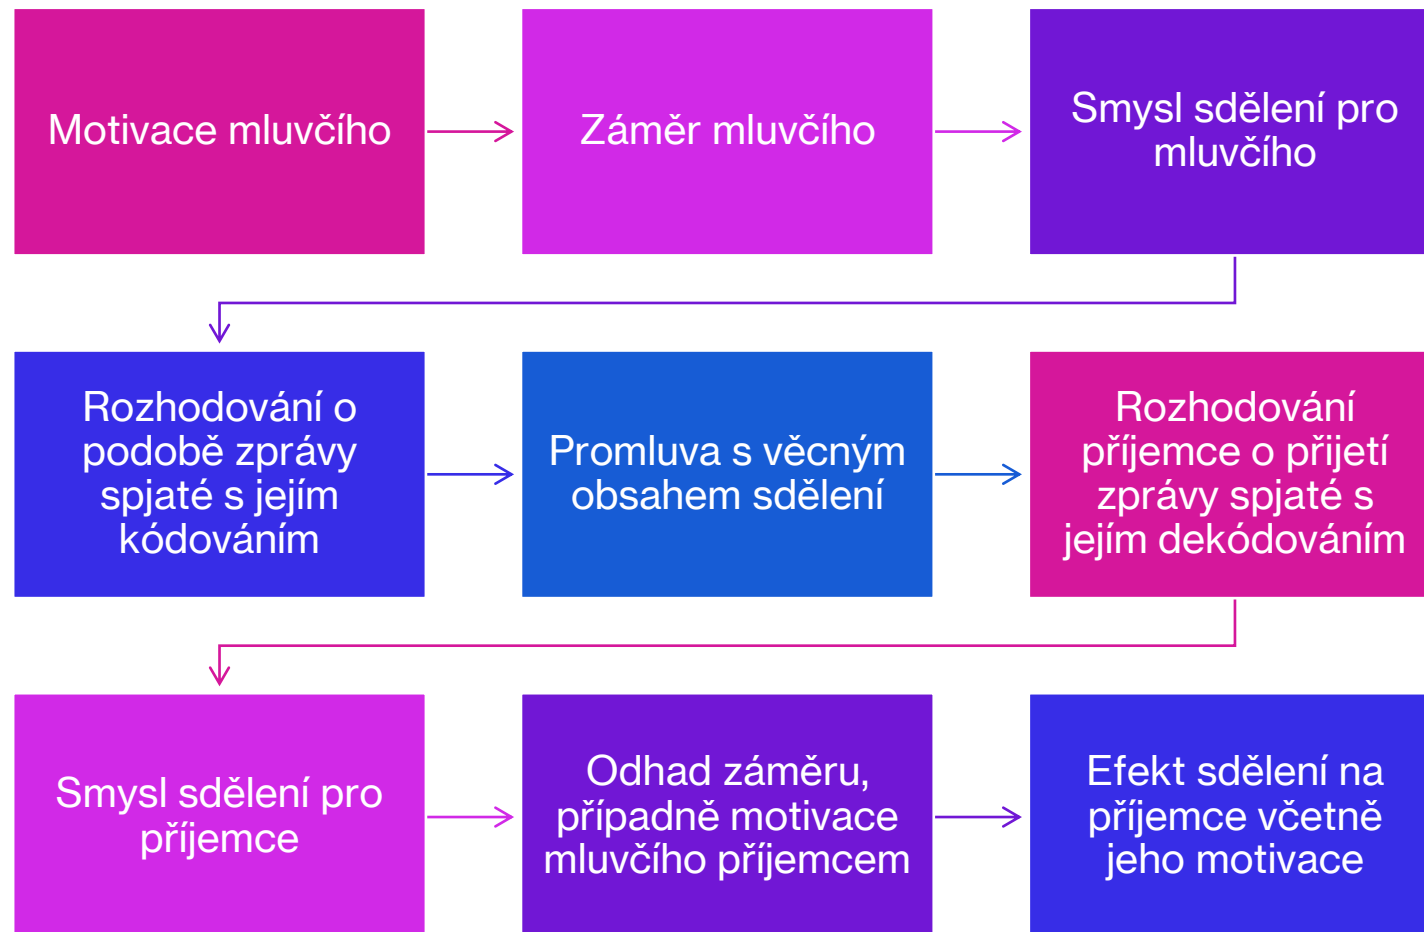 Motivace mluvčího
Záměr mluvčího
Smysl sdělení pro
mluvčího
Rozhodování o
podobě zprávy
spjaté s jejím
kódováním
Promluva s věcným
obsahem sdělení
Rozhodování
příjemce o přijetí
zprávy spjaté s
jejím dekódováním
Smysl sdělení pro
příjemce
Odhad záměru,
případně motivace
mluvčího příjemcem
Efekt sdělení na
příjemce včetně
jeho motivace